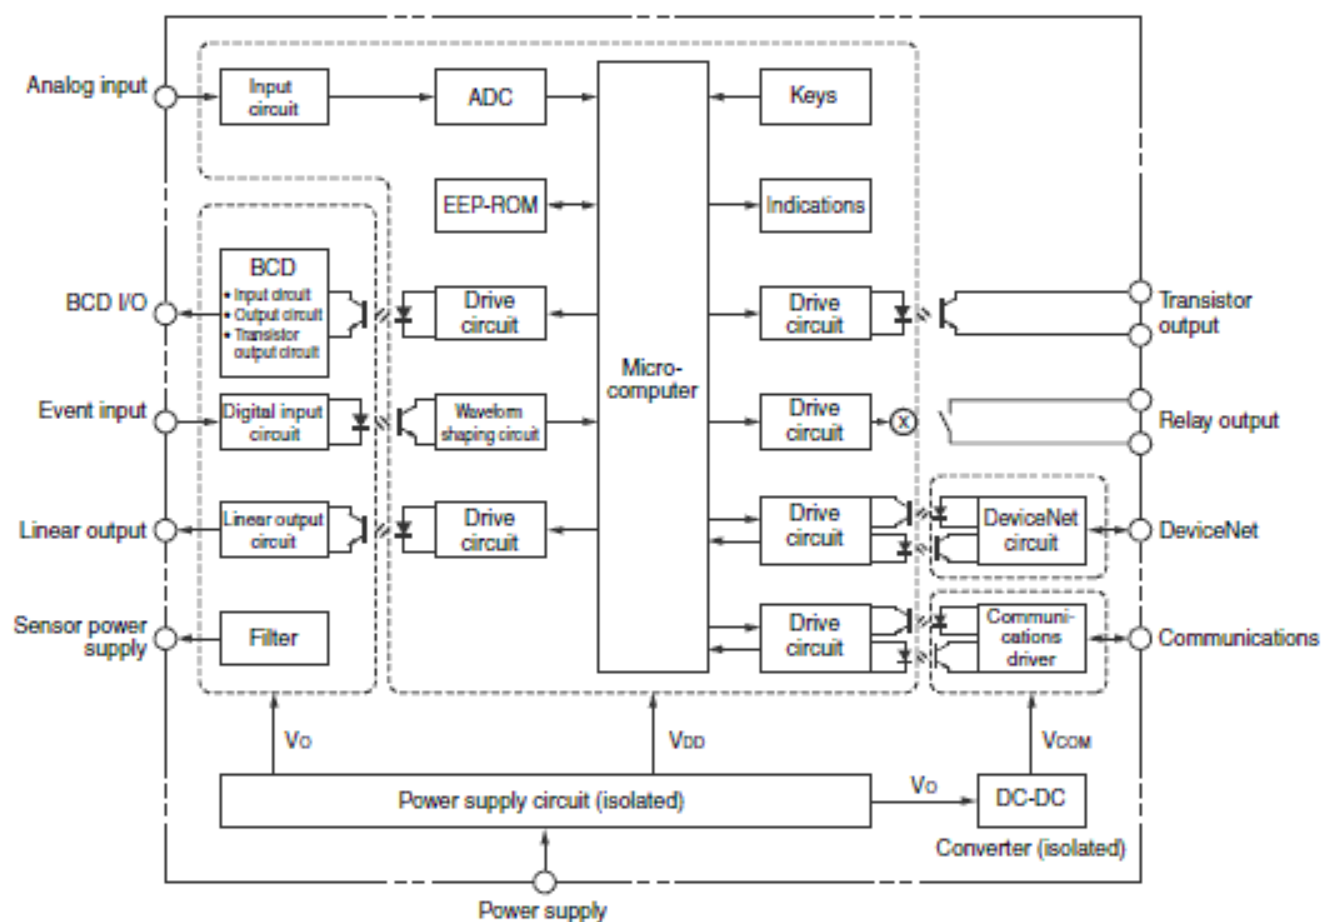 Analog input
Input
circuit
ADC
Keys
EEP-ROM
Indications
BCD I/O
BCD
• Input circuit
• Output circuit
• Transistor
output circuit
Drive
circuit
Micro-
computer
Drive
circuit
Transistor
output
Event input
Digital input
circuit
Waveform
shaping circuit
Drive
circuit
X
Relay output
Linear output
Linear output
circuit
Drive
circuit
Drive
circuit
DeviceNet
circuit
DeviceNet
Sensor power
supply
Filter
Drive
circuit
Communi-
cations
driver
Communications
VO
VDD
VCOM
Power supply circuit (isolated)
VO
DC-DC
Converter (isolated)
Power supply